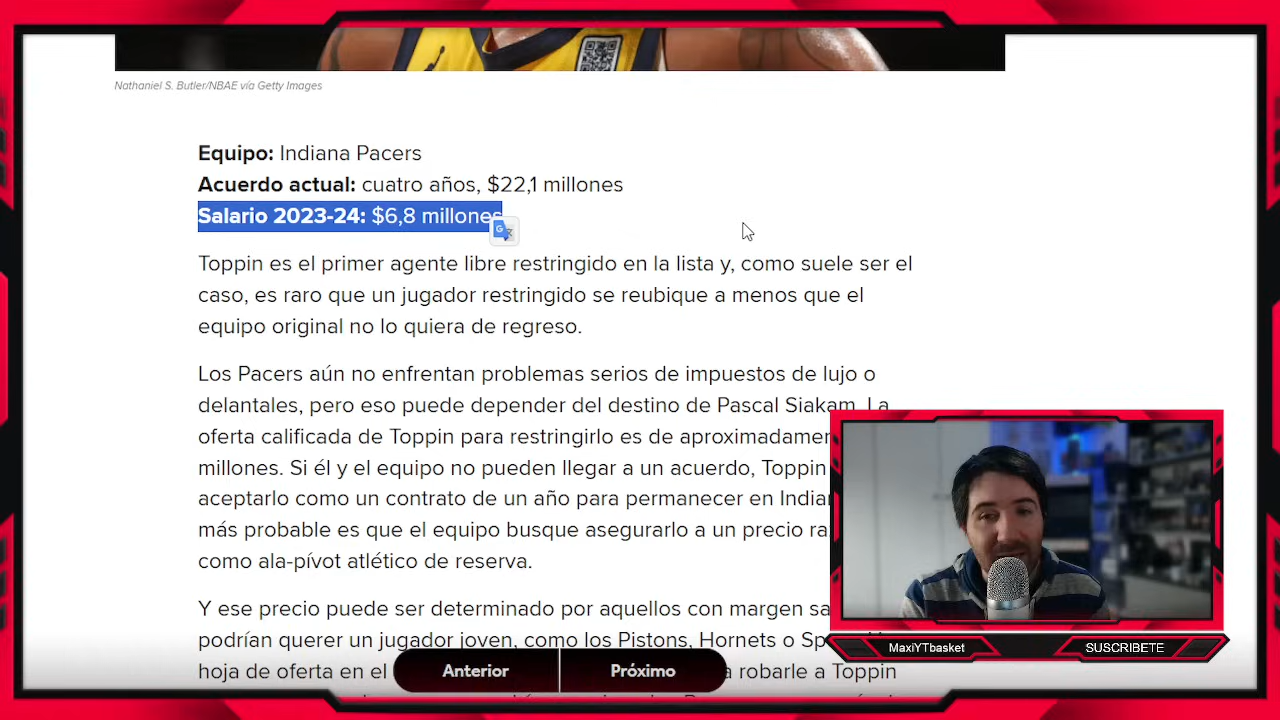 Nathaniel S. Butler/NBAE vía Getty Images
Equipo: Indiana Pacers
Acuerdo actual: cuatro años, $22,1 millones
Salario 2023-24: $6,8 millones
Toppin es el primer agente libre restringido en la lista y, como suele ser el
caso, es raro que un jugador restringido se reubique a menos que el
equipo original no lo quiera de regreso.
Los Pacers aún no enfrentan problemas serios de impuestos de lujo o
delantales, pero eso puede depender del destino de Pascal Siakam. La
oferta calificada de Toppin para restringirlo es de
millones. Si él y el equipo no pueden llegar a un acuerdo, Toppin
aceptarlo como un contrato de un año para permanecer en
más probable es que el equipo busque asegurarlo a un precio
como ala-pívot atlético de reserva.
Y ese precio puede ser determinado por aquellos con margen
podrían querer un jugador joven, como los Pistons, Hornets o
hoja de oferta en el
robarle a Toppin
Anterior
Próximo
MaxiYTbasket
SUSCRIBETE